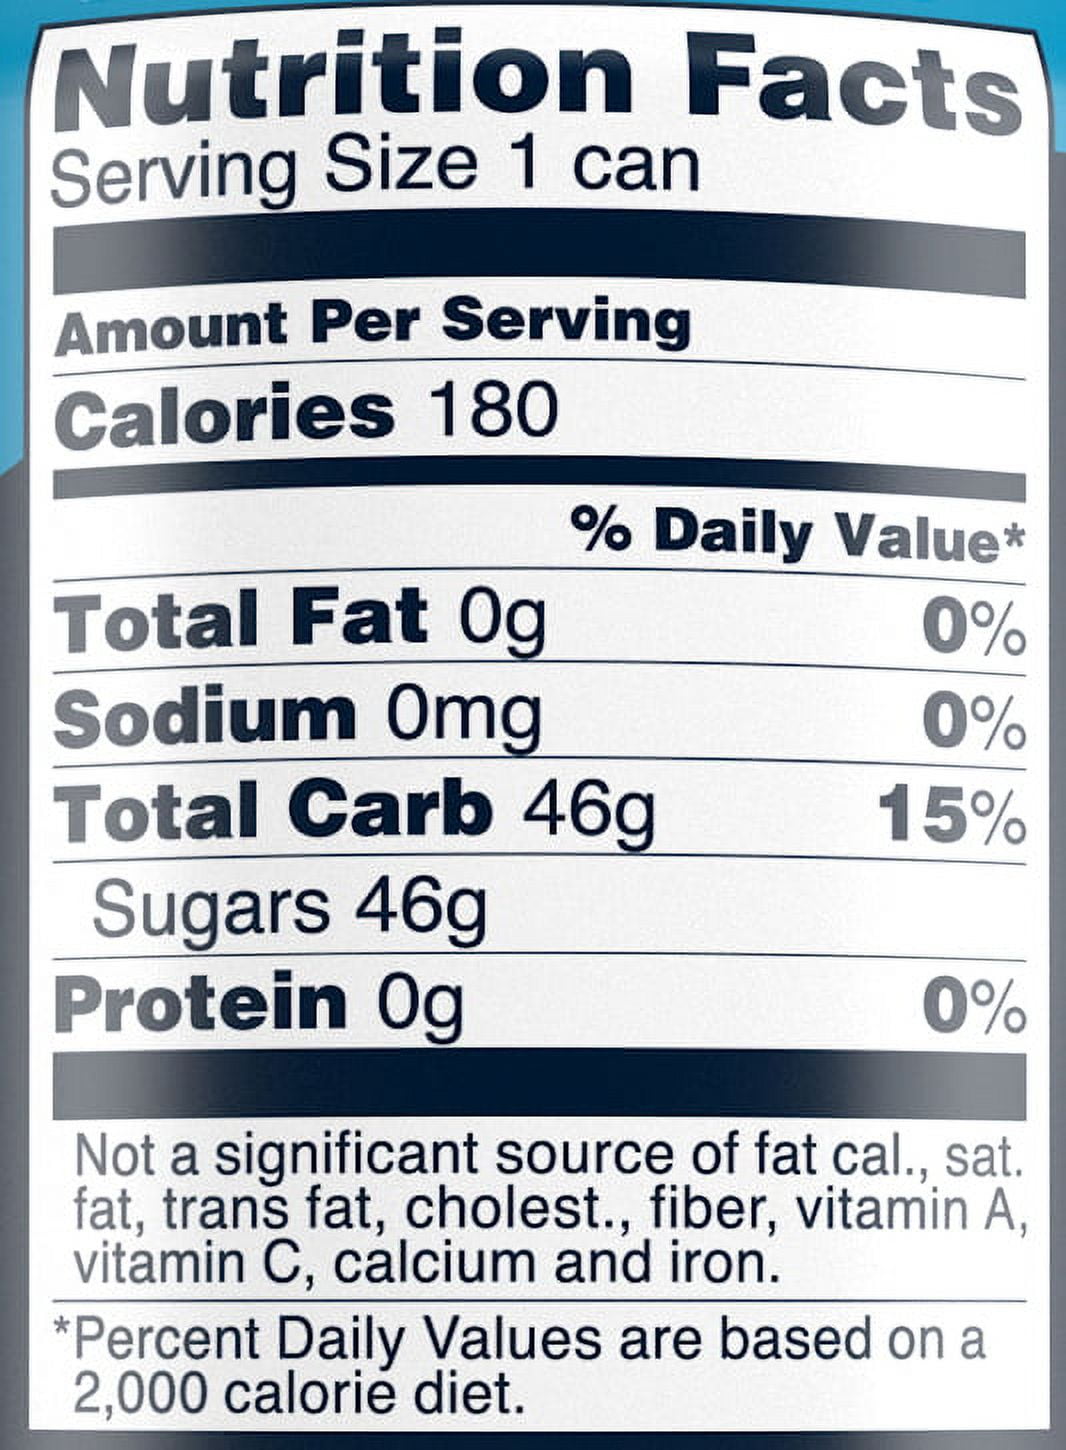 Nutrition Facts
Serving Size 1 can
Amount Per Serving
Calories 180
% Daily Value*
Total Fat 0g 0%
Sodium 0mg 0%
Total Carb 46g 15%
Sugars 46g
Protein 0g 0%
Not a significant source of fat cal., sat.
fat, trans fat, cholest., fiber, vitamin A,
vitamin C, calcium and iron.
*Percent Daily Values are based on a
2,000 calorie diet.